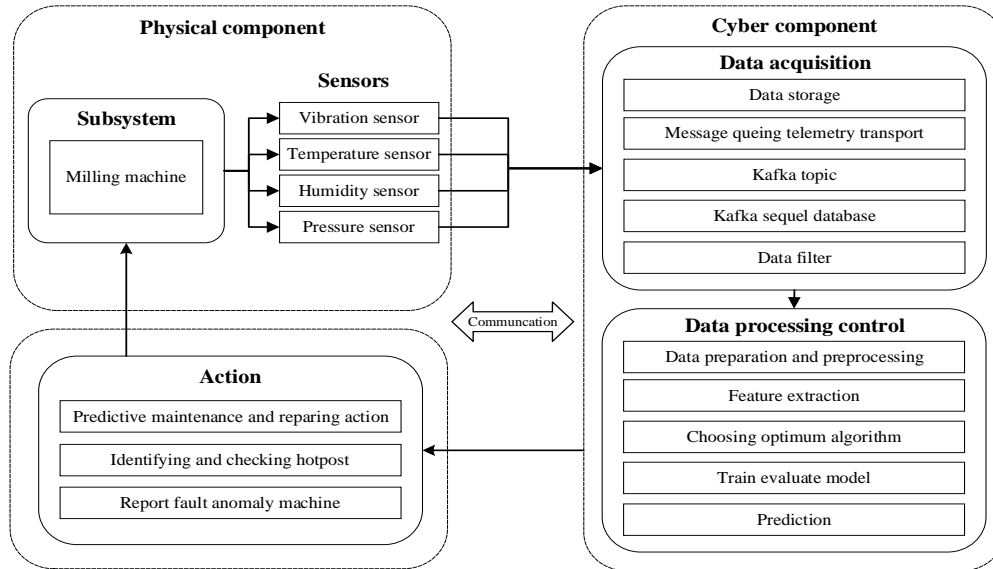 Physical component
Sensors
Subsystem
Milling machine
Vibration sensor
Temperature sensor
Humidity sensor
Pressure sensor
Cyber component
Data acquisition
Data storage
Message queing telemetry transport
Kafka topic
Kafka sequel database
Data filter
Communcation
Data processing control
Data preparation and preprocessing
Feature extraction
Choosing optimum algorithm
Train evaluate model
Prediction
Action
Predictive maintenance and reparing action
Identifying and checking hotpost
Report fault anomaly machine